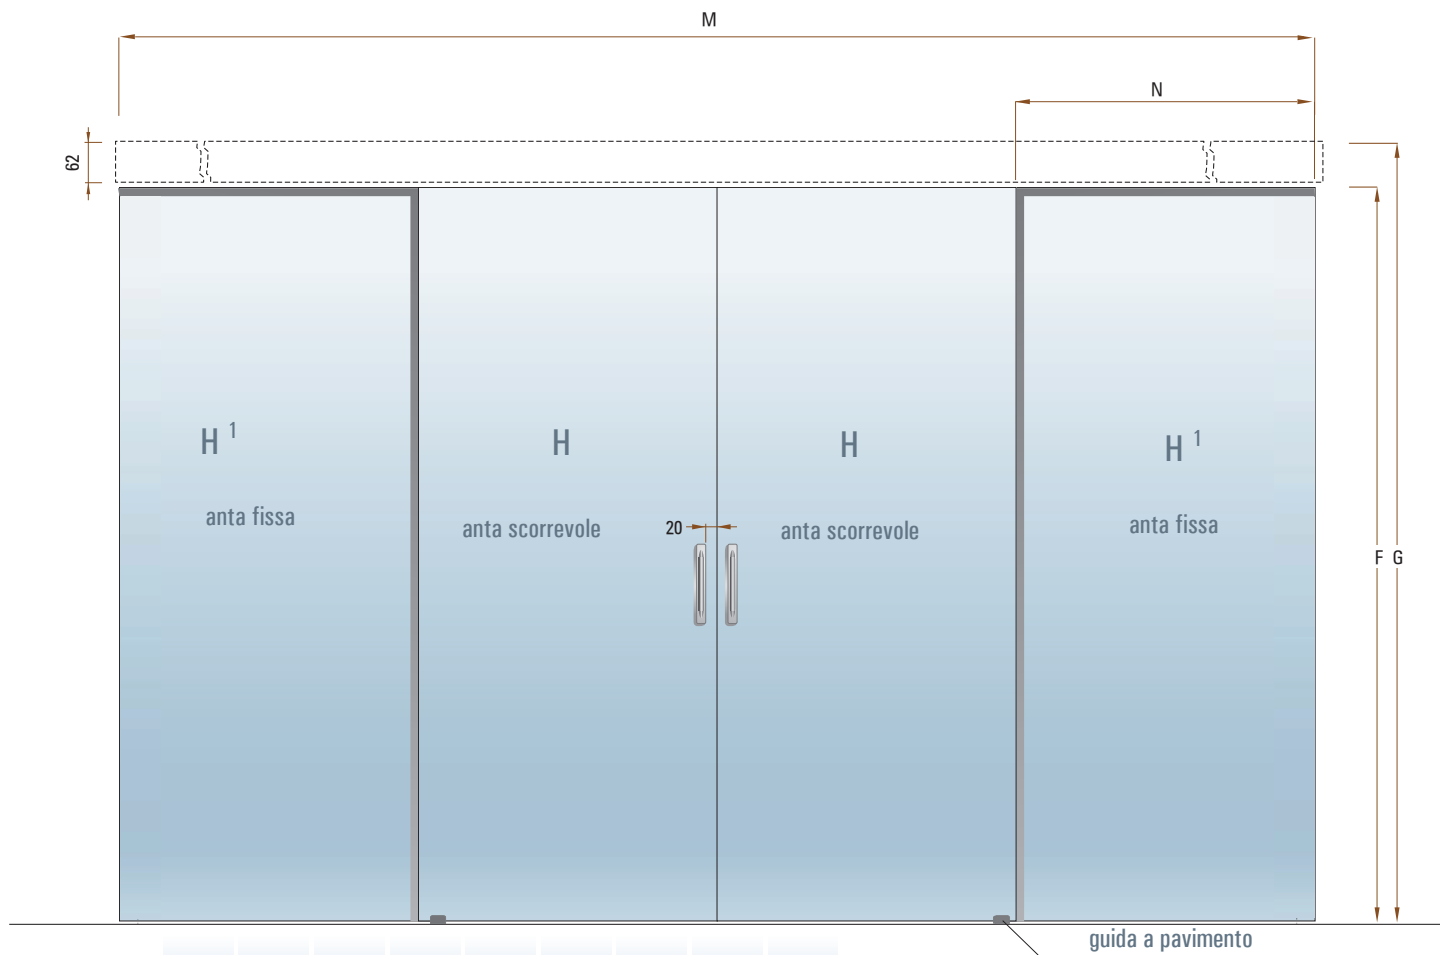 M
N
62
H 1
H
H
H 1
anta fissa
anta scorrevole
20
anta scorrevole
anta fissa
F G
guida a pavimento